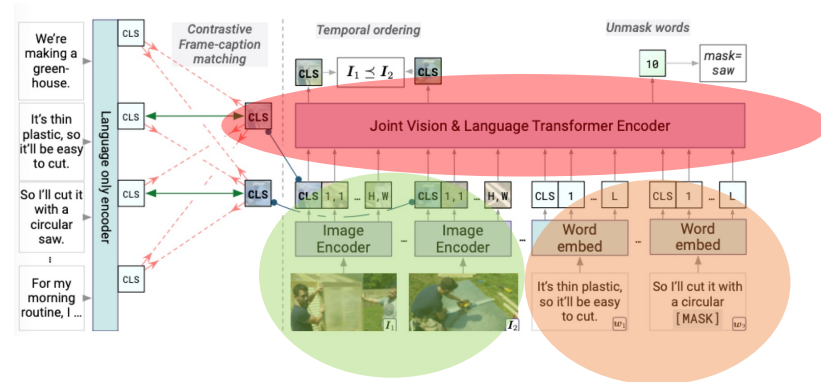 Contrastive
Frame-caption
matching
Temporal ordering
Unmask words
We're
making a
green-
house.
It's thin
plastic, so
it'll be easy
to cut.
So I'll cut it
with a
circular
saw.
⋮
For my
morning
routine, I ...
Language only encoder
CLS
CLS
CLS
CLS
CLS
CLS
CLS
I₁ ⪯ I₂
CLS
10
mask=
saw
Joint Vision & Language Transformer Encoder
CLS 1,1 ... H,W
CLS 1,1 ... H,W
CLS 1 ... L
CLS 1 ... L
Image
Encoder
...
Image
Encoder
...
Word
embed
...
Word
embed
I₁
I₂
It's thin plastic,
so it'll be easy
to cut.
w₁
So I'll cut it with
a circular
[MASK]
w₂